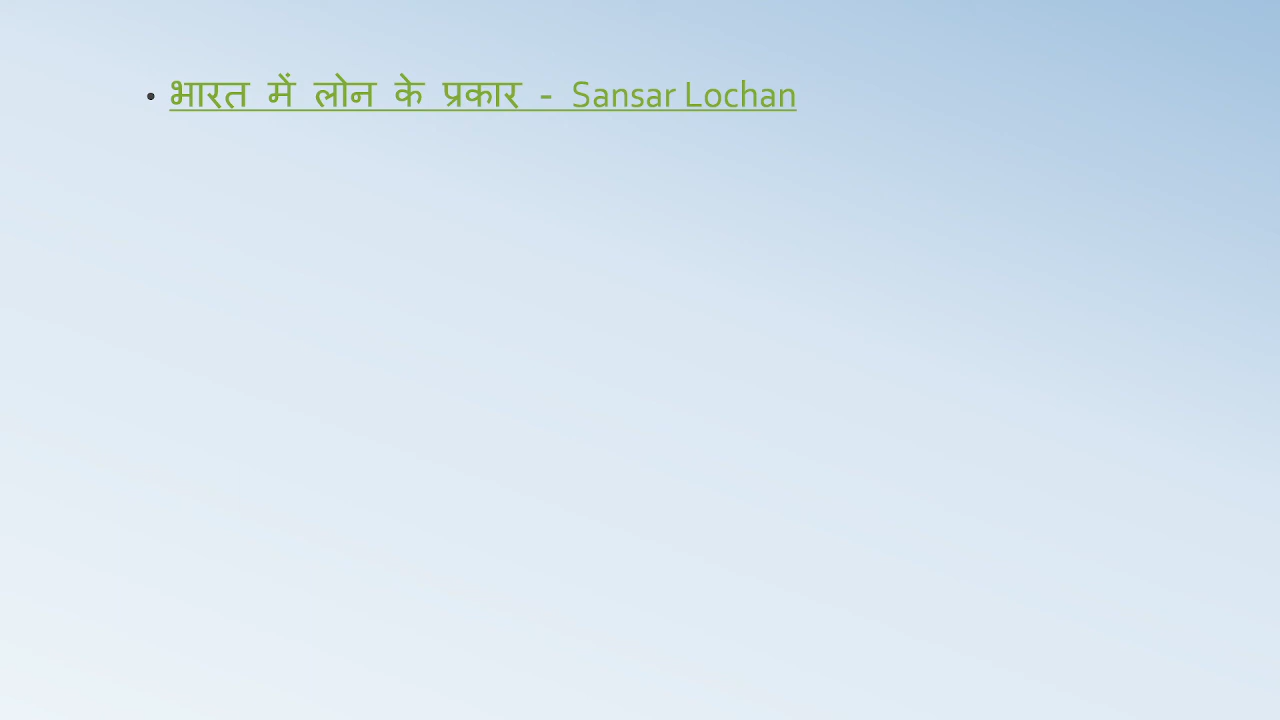 • भारत में लोन के प्रकार - Sansar Lochan